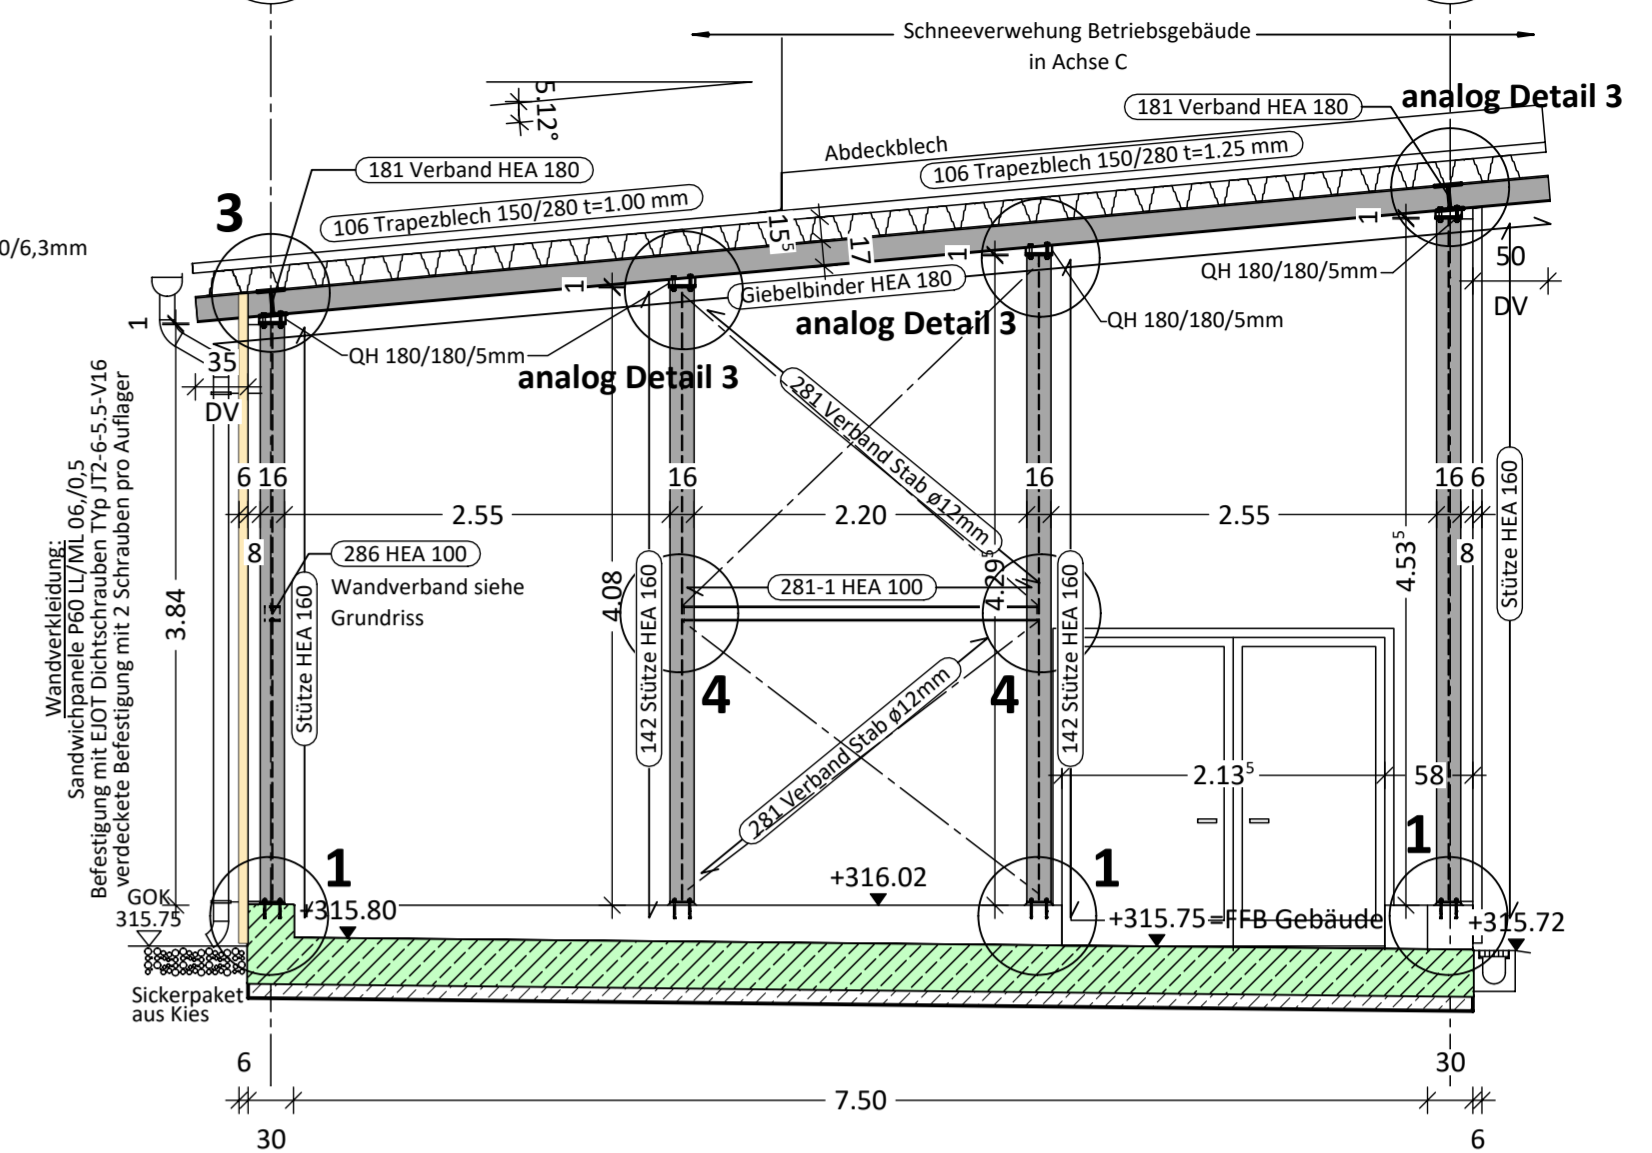 Schneeverwehung Betriebsgebäude
in Achse C
5.12°
181 Verband HEA 180
analog Detail 3
Abdeckblech
106 Trapezblech 150/280 t=1.25 mm
181 Verband HEA 180
3
106 Trapezblech 150/280 t=1.00 mm
0/6,3mm
15⁵
17
1
1
1
1
Giebelbinder HEA 180
QH 180/180/5mm
50
DV
QH 180/180/5mm
analog Detail 3
QH 180/180/5mm
analog Detail 3
35
DV
281 Verband Stab ø12mm
Wandverkleidung:
Sandwichpanele P60 LL/ML 06,/0,5
Befestigung mit EJOT Dichtschrauben TYp JT2-6-5.5-V16
verdeckte Befestigung mit 2 Schrauben pro Auflager
6 16
16
16
16 6
2.55
2.20
2.55
8
8
286 HEA 100
Wandverband siehe
Grundriss
3.84
Stütze HEA 160
4.08
142 Stütze HEA 160
281-1 HEA 100
4.29⁵
142 Stütze HEA 160
4.53⁵
Stütze HEA 160
4
4
281 Verband Stab ø12mm
2.13⁵
58
1
1
1
GOK
315.75
+315.80
+316.02
+315.75=FFB Gebäude
+315.72
Sickerpaket
aus Kies
6
30
7.50
30
6